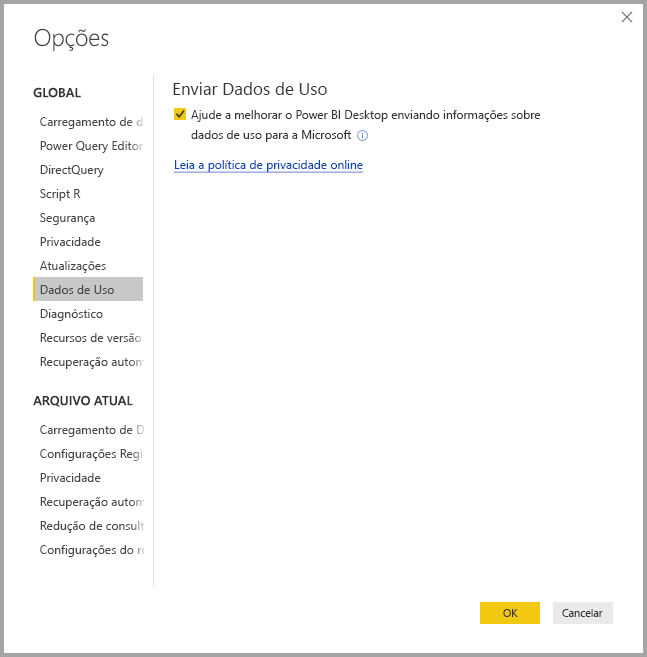 Opções
GLOBAL
Carregamento de d
Power Query Editor
DirectQuery
Script R
Segurança
Privacidade
Atualizações
Dados de Uso
Diagnóstico
Recursos de versão
Recuperação autom
ARQUIVO ATUAL
Carregamento de D
Configurações Regi
Privacidade
Recuperação autom
Redução de consult
Configurações do re
Enviar Dados de Uso
Ajude a melhorar o Power BI Desktop enviando informações sobre
dados de uso para a Microsoft
Leia a política de privacidade online
OK
Cancelar